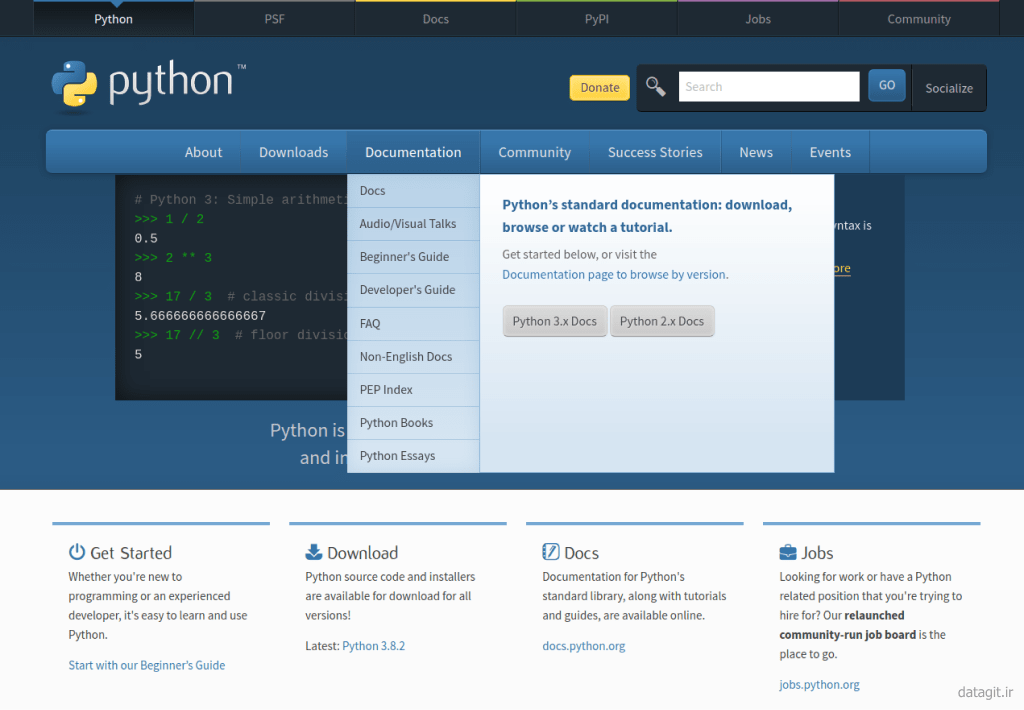 Python PSF Docs PyPI Jobs Community
python™
Donate Search GO Socialize
About Downloads Documentation Community Success Stories News Events
# Python 3: Simple arithmeti
>>> 1 / 2
0.5
>>> 2 ** 3
8
>>> 17 / 3 # classic divis
5.666666666666667
>>> 17 // 3 # floor divisio
5
Docs
Audio/Visual Talks
Beginner's Guide
Developer's Guide
FAQ
Non-English Docs
PEP Index
Python Books
Python Essays
Python’s standard documentation: download,
browse or watch a tutorial.
Get started below, or visit the
Documentation page to browse by version.
Python 3.x Docs Python 2.x Docs
ntax is
ore
Python is
and in
Get Started
Whether you're new to
programming or an experienced
developer, it's easy to learn and use
Python.
Start with our Beginner’s Guide
Download
Python source code and installers
are available for download for all
versions!
Latest: Python 3.8.2
Docs
Documentation for Python's
standard library, along with tutorials
and guides, are available online.
docs.python.org
Jobs
Looking for work or have a Python
related position that you're trying to
hire for? Our relaunched
community-run job board is the
place to go.
jobs.python.org
datagit.ir